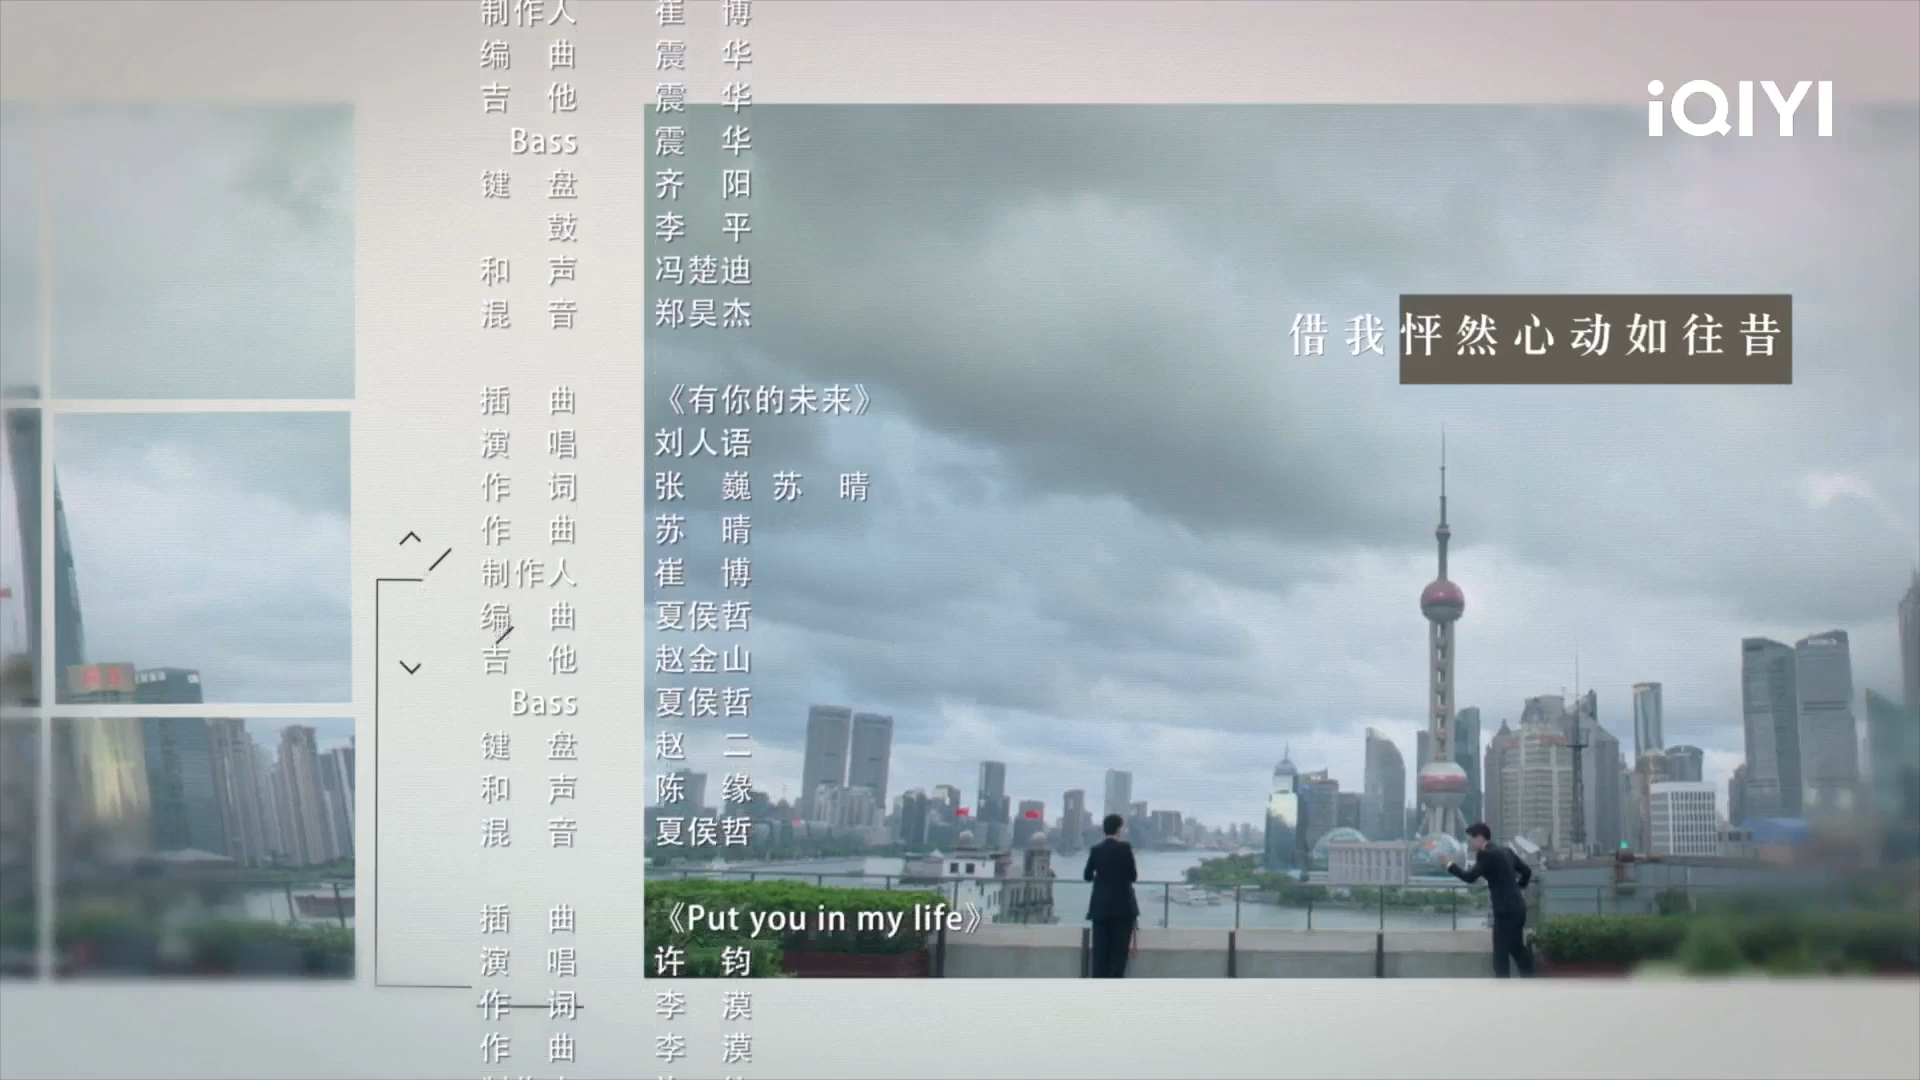 制作人 崔博
编曲 震华
吉他 震华
Bass 震华
键盘 齐阳
鼓 李平
和声 冯楚迪
混音 郑昊杰
插曲 《有你的未来》
演唱 刘人语
作词 张巍 苏晴
作曲 苏晴
制作人 崔博
编曲 夏侯哲
吉他 赵金山
Bass 夏侯哲
键盘 赵二
和声 陈缘
混音 夏侯哲
插曲 《Put you in my life》
演唱 许钧
作词 李漠
作曲 李漠
iQIYI
借我怦然心动如往昔